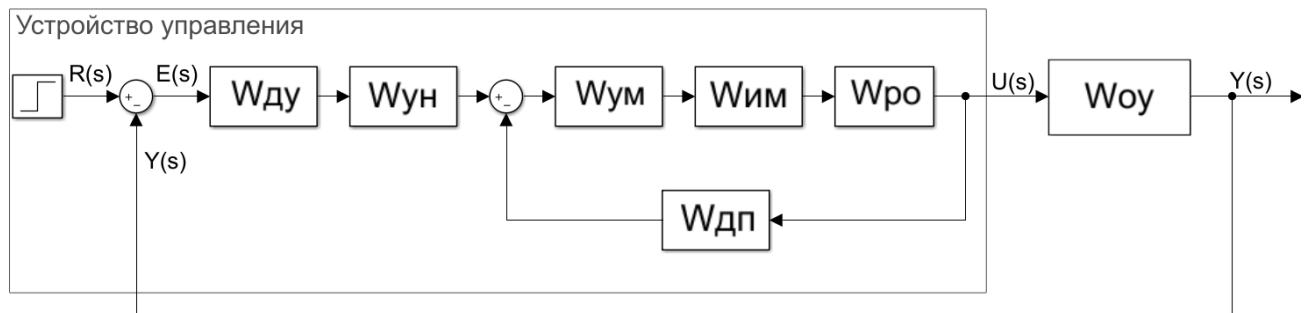 Устройство управления
R(s)
+
−
E(s)
Wду
Wун
+
−
Wум
Wим
Wро
U(s)
Wоу
Y(s)
Y(s)
Wдп